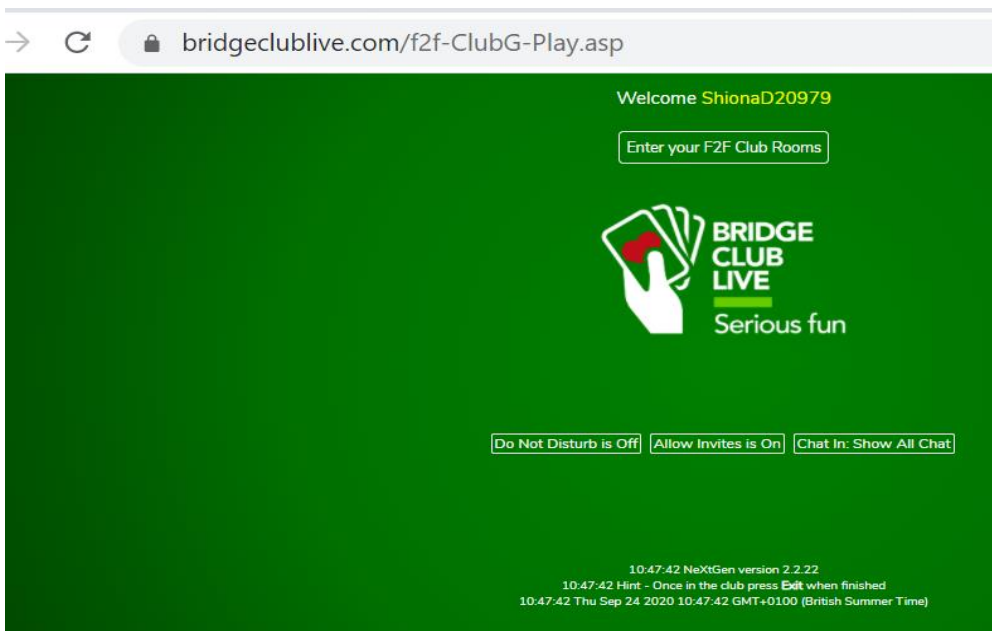 bridgeclublive.com/f2f-ClubG-Play.asp
Welcome ShionaD20979
Enter your F2F Club Rooms
BRIDGE
CLUB
LIVE
Serious fun
Do Not Disturb is Off Allow Invites is On Chat In: Show All Chat
10:47:42 NeXtGen version 2.2.22
10:47:42 Hint - Once in the club press Exit when finished
10:47:42 Thu Sep 24 2020 10:47:42 GMT+0100 (British Summer Time)